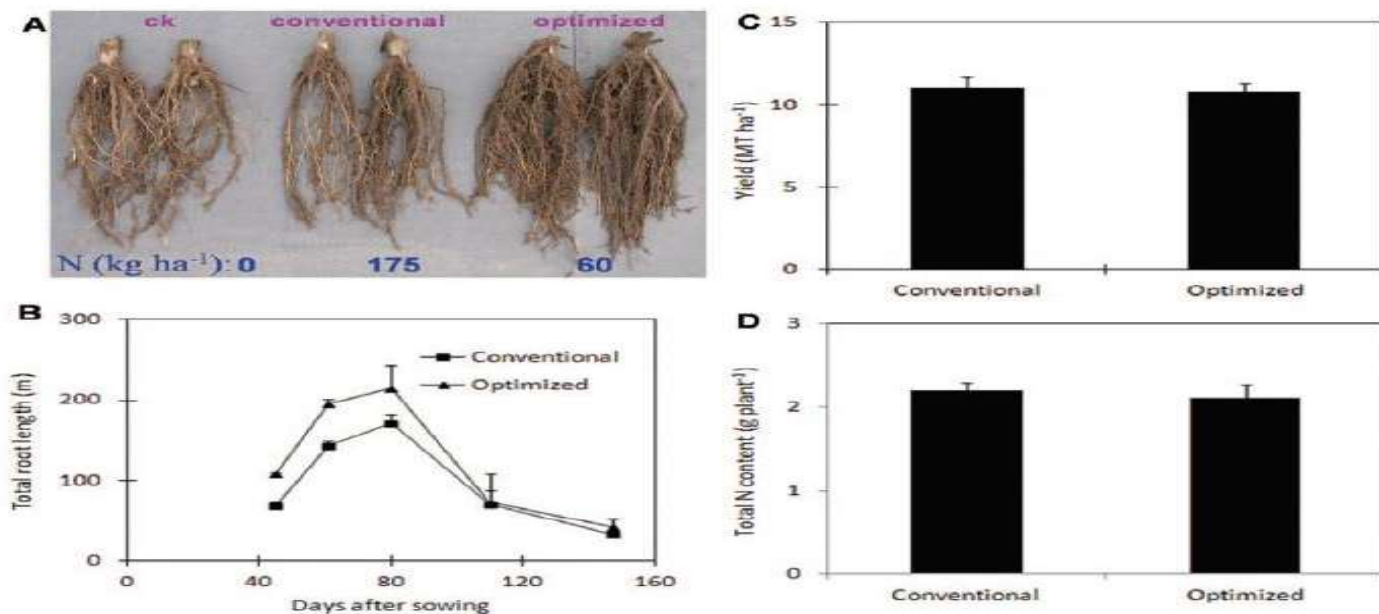 A
ck conventional optimized
N (kg ha⁻¹): 0 175 60
B
Total root length (m)
300
200
100
0
Conventional
Optimized
0 40 80 120 160
Days after sowing
C
Yield (MT ha⁻¹)
15
10
5
0
Conventional Optimized
D
Total N content (g plant⁻¹)
3
2
1
0
Conventional Optimized